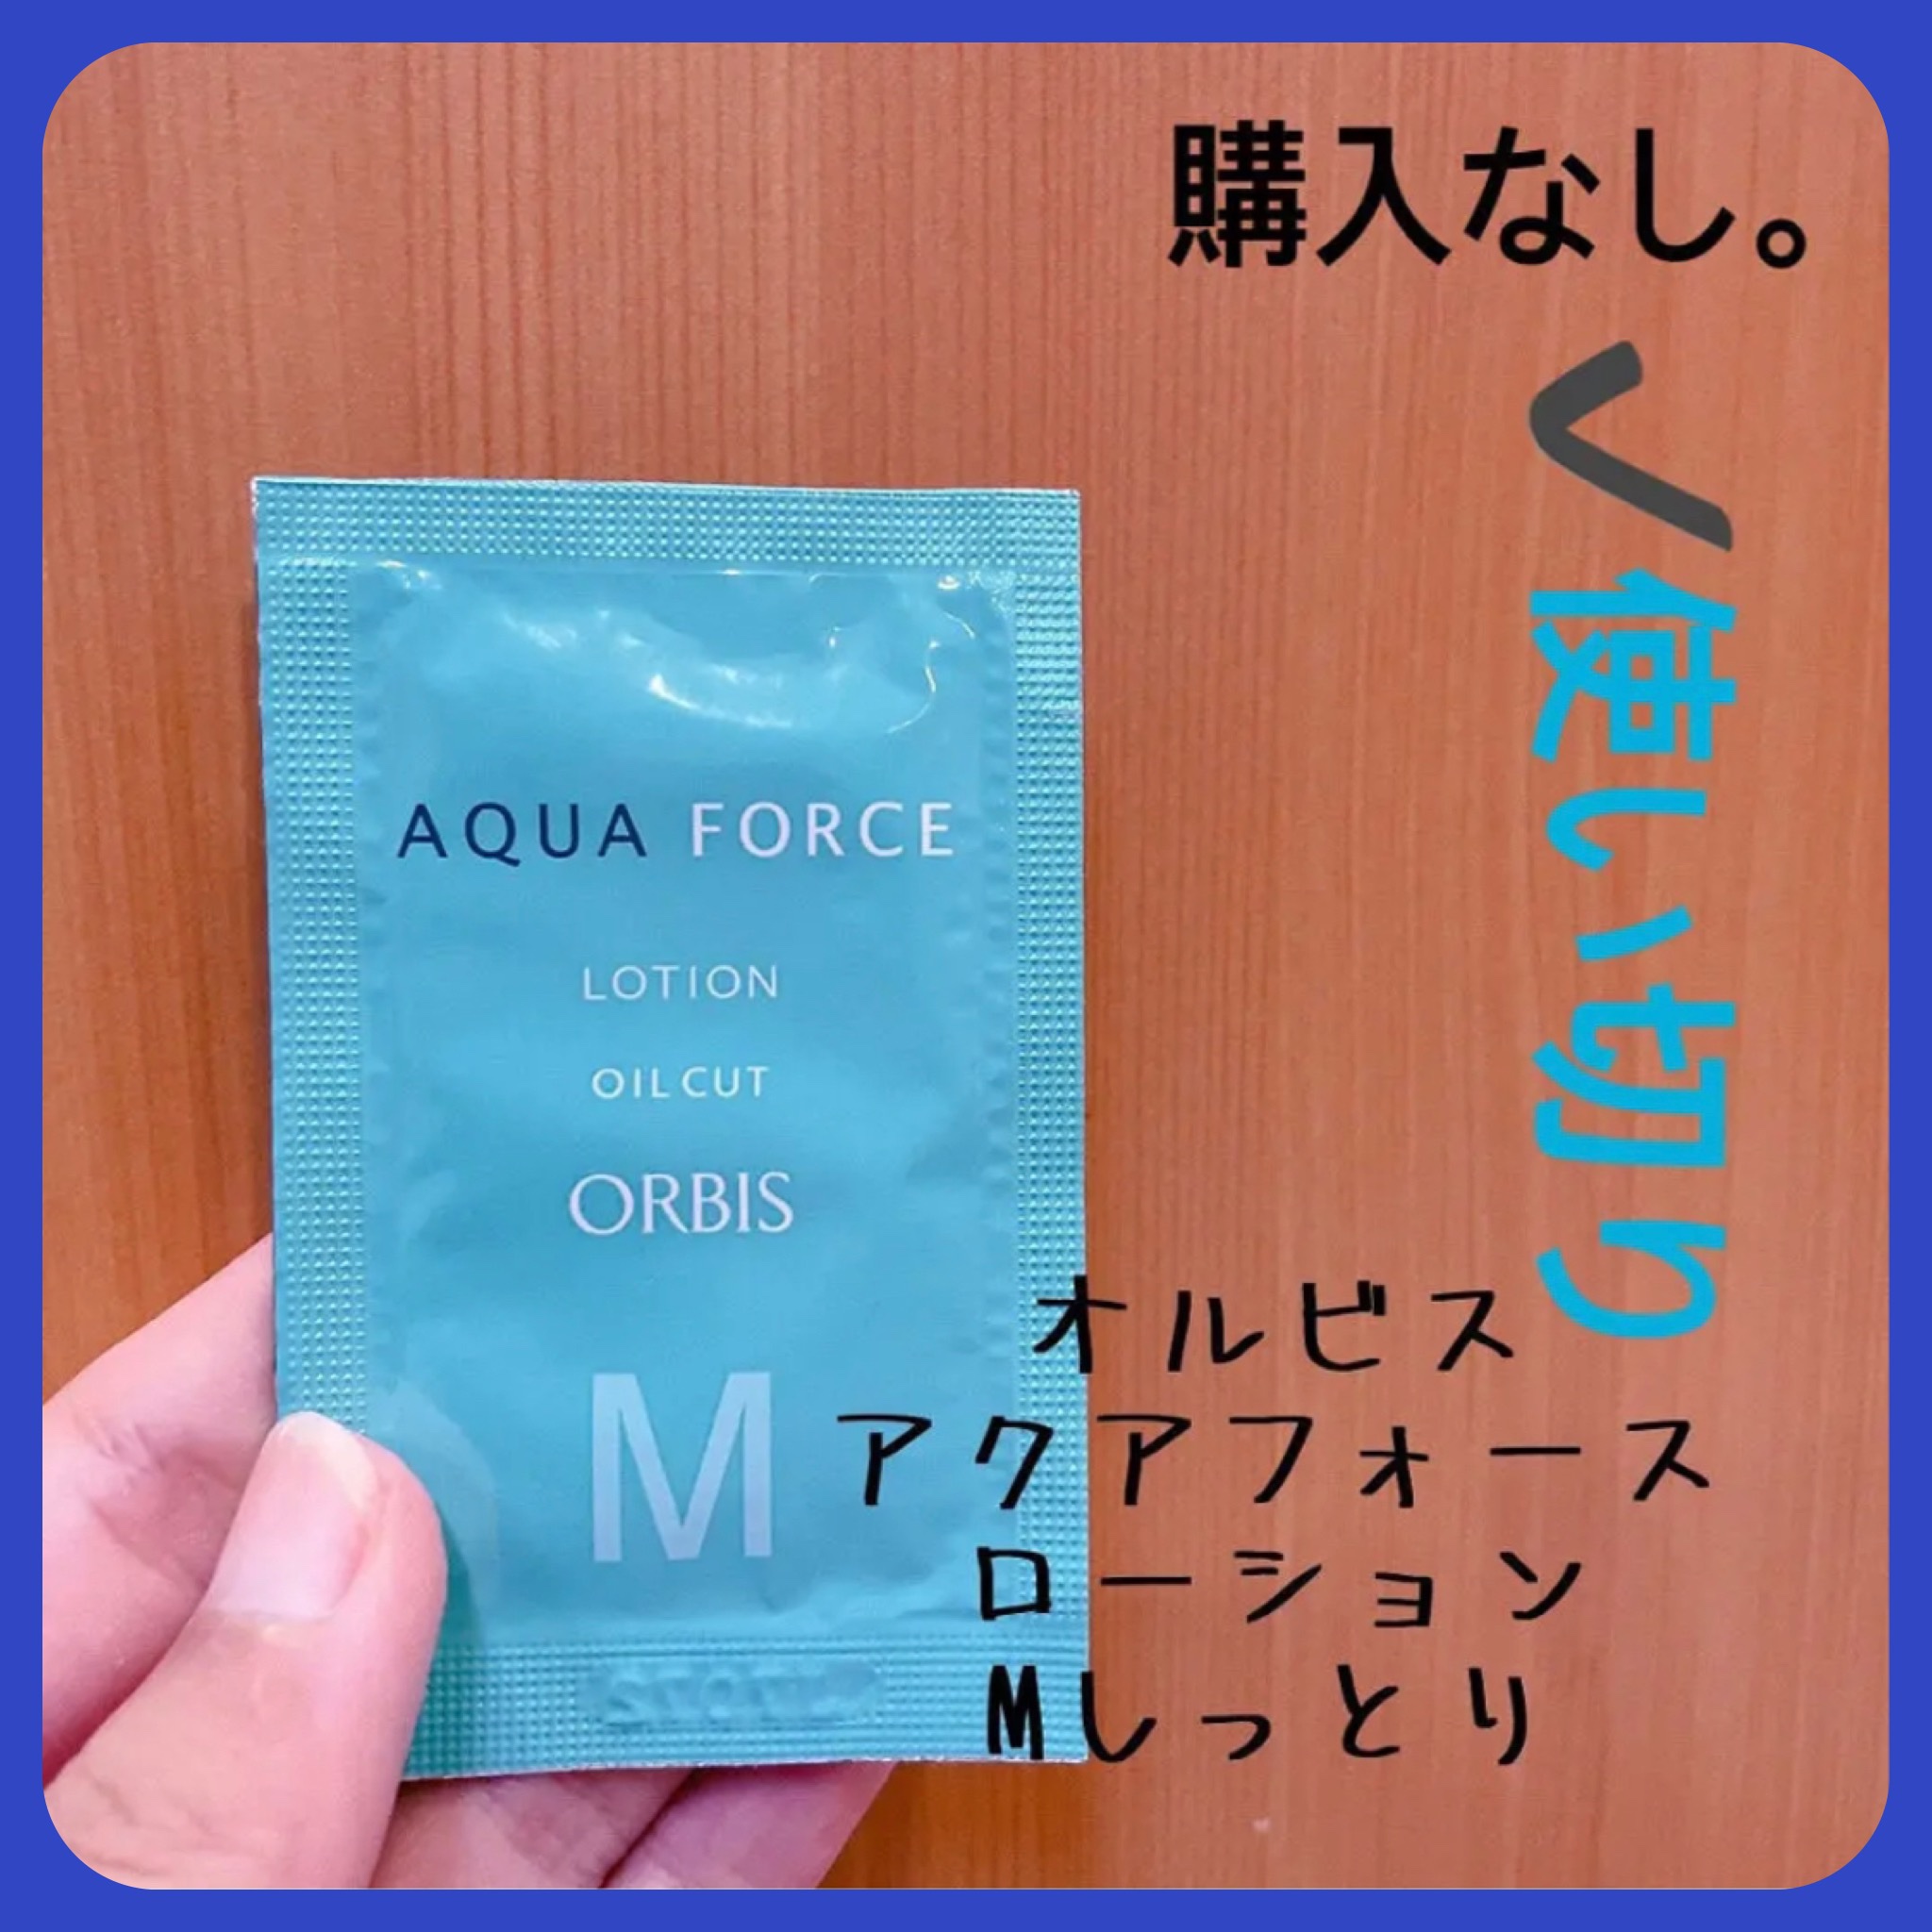 購入なし。
✓使い切り
AQUA FORCE
LOTION
OIL CUT
ORBIS
M
オルビス
アクアフォース
ローション
Mしっとり